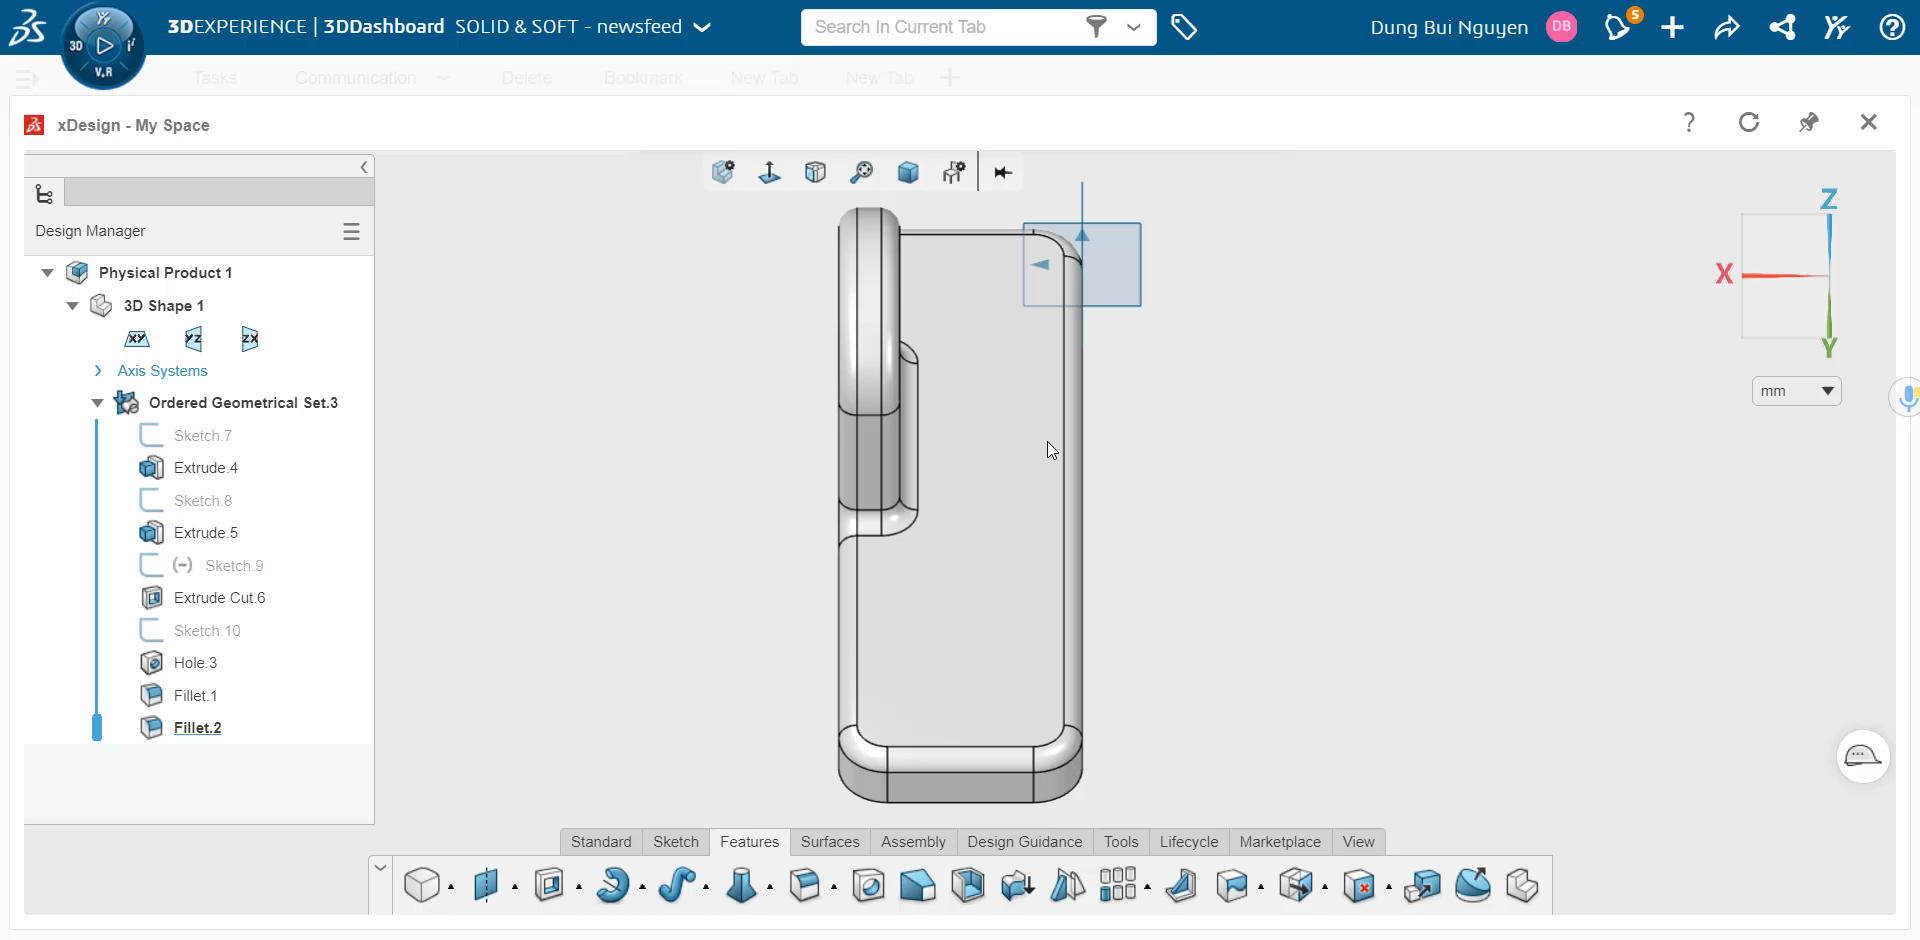 3DEXPERIENCE | 3DDashboard SOLID & SOFT - newsfeed
Search In Current Tab
Dung Bui Nguyen
DB
5
3D
V.R
Tasks
Communication
Delete
Bookmark
New Tab
New Tab
xDesign - My Space
Design Manager
Physical Product 1
3D Shape 1
XY
YZ
ZX
Axis Systems
Ordered Geometrical Set.3
Sketch.7
Extrude.4
Sketch.8
Extrude.5
(-) Sketch.9
Extrude Cut.6
Sketch.10
Hole.3
Fillet.1
Fillet.2
Z
X
Y
mm
Standard
Sketch
Features
Surfaces
Assembly
Design Guidance
Tools
Lifecycle
Marketplace
View